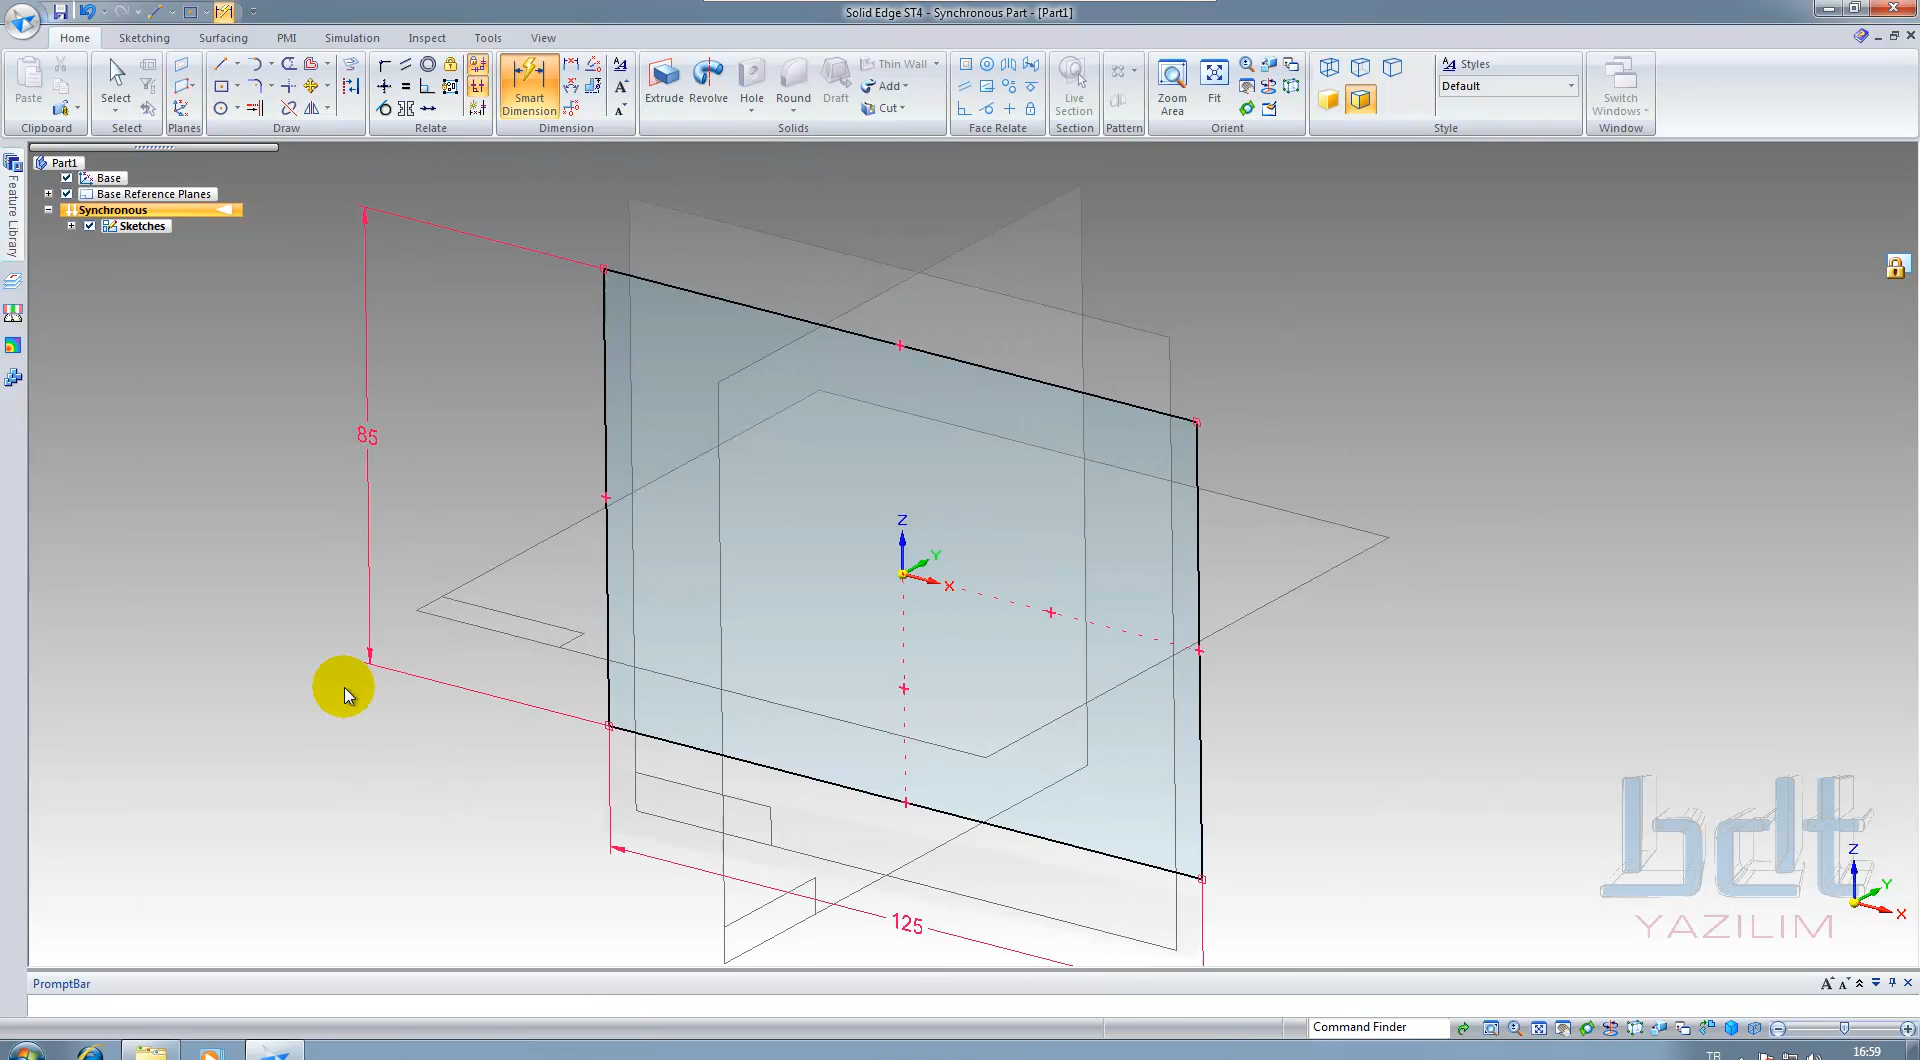 Solid Edge ST4 - Synchronous Part - [Part1]
Home
Sketching
Surfacing
PMI
Simulation
Inspect
Tools
View
Paste
Clipboard
Select
Select
Planes
Draw
Relate
Smart Dimension
Dimension
Extrude
Revolve
Hole
Round
Draft
Thin Wall
Add
Cut
Solids
Face Relate
Live Section
Section
Pattern
Zoom Area
Fit
Orient
Styles
Default
Style
Switch Windows
Window
Feature Library
Part1
Base
Base Reference Planes
Synchronous
Sketches
85
125
Z
Y
X
bdt
YAZILIM
Z
Y
X
PromptBar
Command Finder
TR
16:59